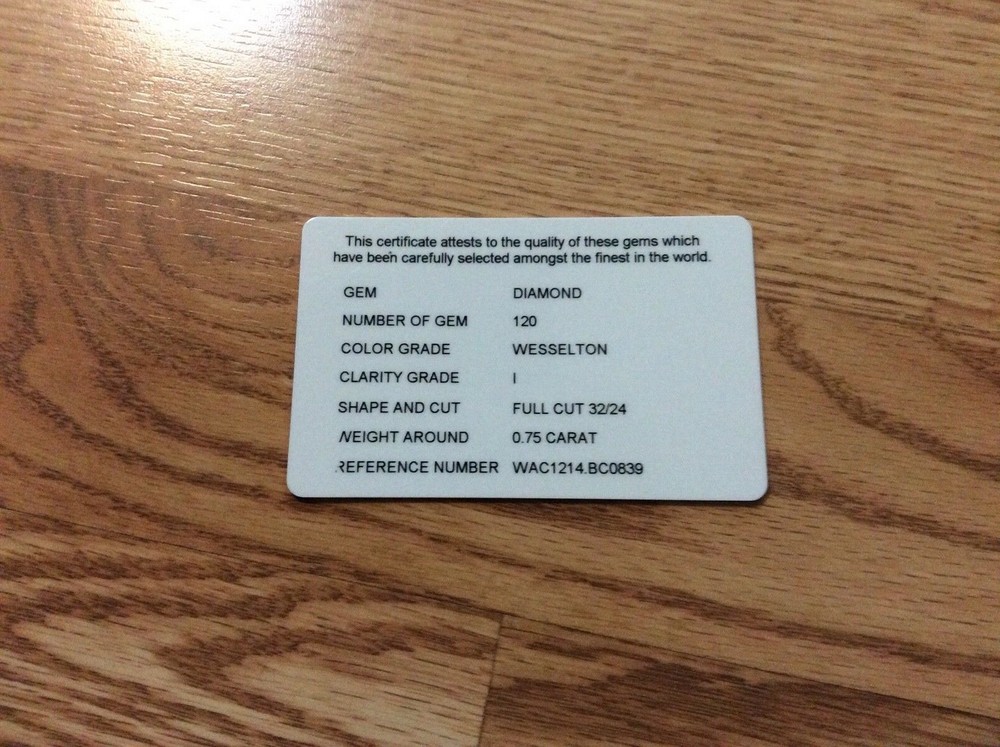 This certificate attests to the quality of these gems which
have been carefully selected amongst the finest in the world.
GEM DIAMOND
NUMBER OF GEM 120
COLOR GRADE WESSELTON
CLARITY GRADE I
SHAPE AND CUT FULL CUT 32/24
WEIGHT AROUND 0.75 CARAT
REFERENCE NUMBER WAC1214.BC0839